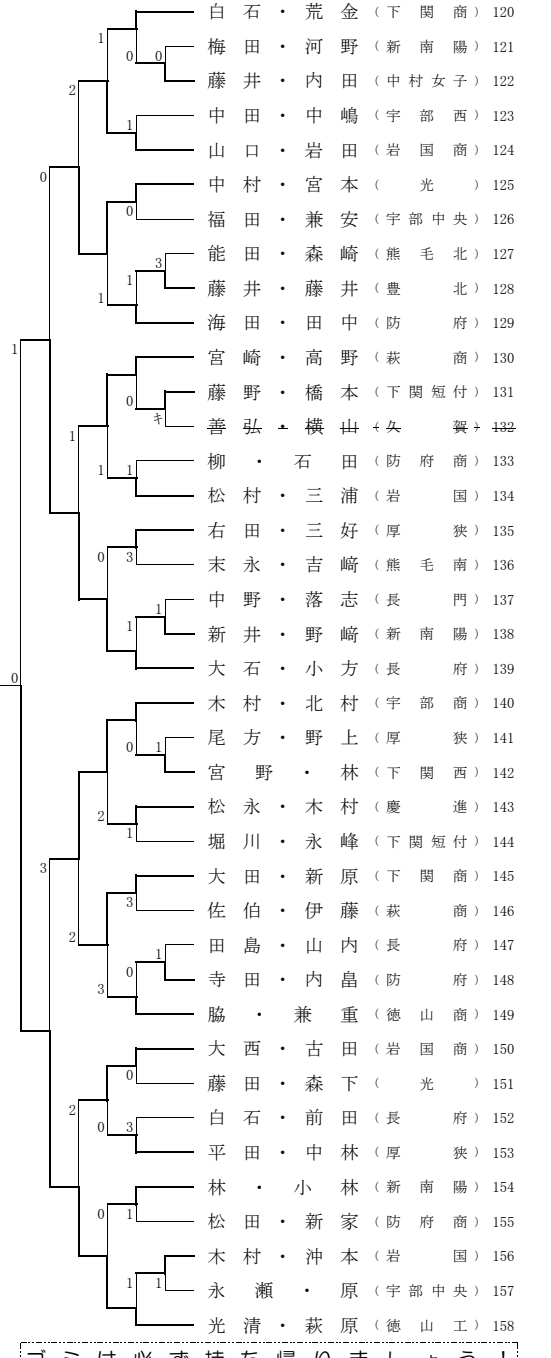 白石・荒金（下関商）120
梅田・河野（新南陽）121
藤井・内田（中村女子）122
中田・中嶋（宇部西）123
山口・岩田（岩国商）124
中村・宮本（光）125
福田・兼安（宇部中央）126
能田・森崎（熊毛北）127
藤井・藤井（豊北）128
海田・田中（防府）129
宮崎・高野（萩商）130
藤野・橋本（下関短付）131
善弘・横山（久賀）132
柳・石田（防府商）133
松村・三浦（岩国）134
右田・三好（厚狭）135
末永・吉﨑（熊毛南）136
中野・落志（長門）137
新井・野﨑（新南陽）138
大石・小方（長府）139
木村・北村（宇部商）140
尾方・野上（厚狭）141
宮野・林（下関西）142
松永・木村（慶進）143
堀川・永峰（下関短付）144
大田・新原（下関商）145
佐伯・伊藤（萩商）146
田島・山内（長府）147
寺田・内畠（防府）148
脇・兼重（徳山商）149
大西・古田（岩国商）150
藤田・森下（光）151
白石・前田（長府）152
平田・中林（厚狭）153
林・小林（新南陽）154
松田・新家（防府商）155
木村・沖本（岩国）156
永瀬・原（宇部中央）157
光清・萩原（徳山工）158
1
0 0
2
1
0
0
3
1
1
1
0
キ
1
1 1
0 3
1
1
0
0 1
2
1
3
3
2
1
0
3
0
2
0 3
0 1
1 1
ゴミは必ず持ち帰りましょう！